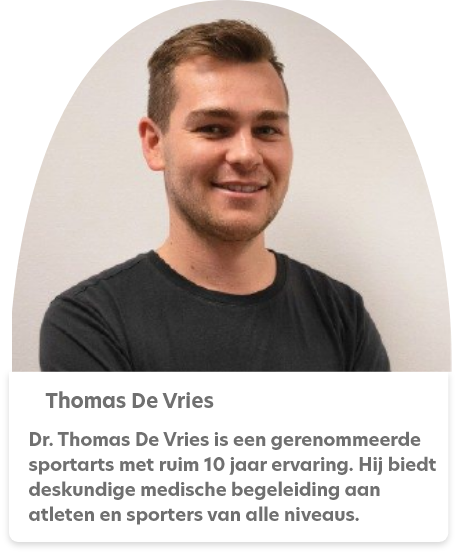 Thomas De Vries
Dr. Thomas De Vries is een gerenommeerde
sportarts met ruim 10 jaar ervaring. Hij biedt
deskundige medische begeleiding aan
atleten en sporters van alle niveaus.